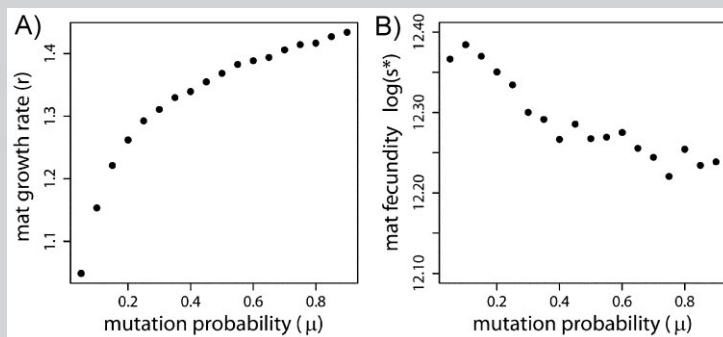 A)
mat growth rate (r)
1.4
1.3
1.2
1.1
0.2 0.4 0.6 0.8
mutation probability (μ)
B)
mat fecundity log(s*)
12.40
12.30
12.20
12.10
0.2 0.4 0.6 0.8
mutation probability (μ)